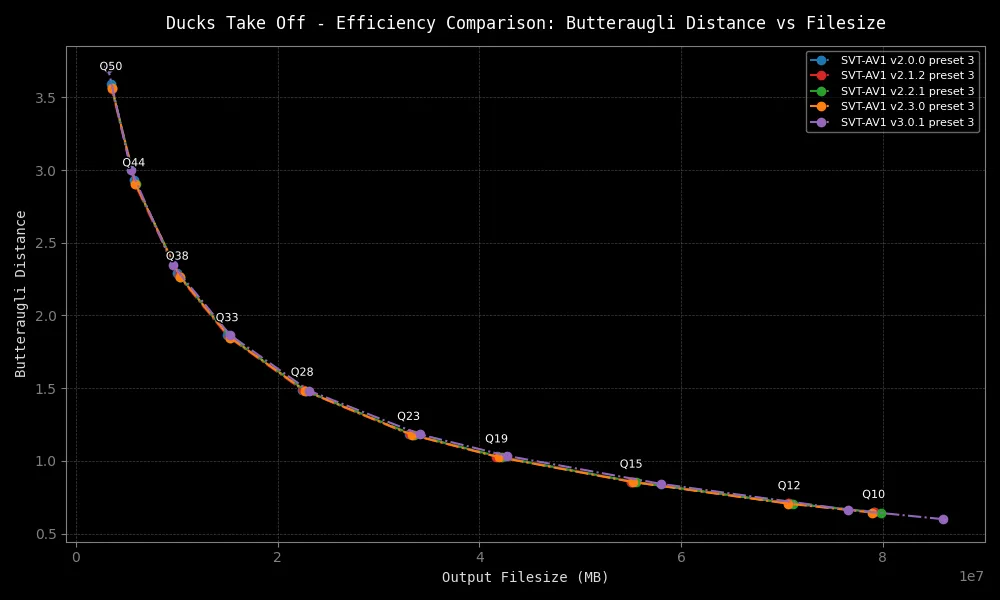 Ducks Take Off - Efficiency Comparison: Butteraugli Distance vs Filesize
SVT-AV1 v2.0.0 preset 3
SVT-AV1 v2.1.2 preset 3
SVT-AV1 v2.2.1 preset 3
SVT-AV1 v2.3.0 preset 3
SVT-AV1 v3.0.1 preset 3
Q50
Q44
Q38
Q33
Q28
Q23
Q19
Q15
Q12
Q10
Butteraugli Distance
3.5
3.0
2.5
2.0
1.5
1.0
0.5
0
2
4
6
8
1e7
Output Filesize (MB)